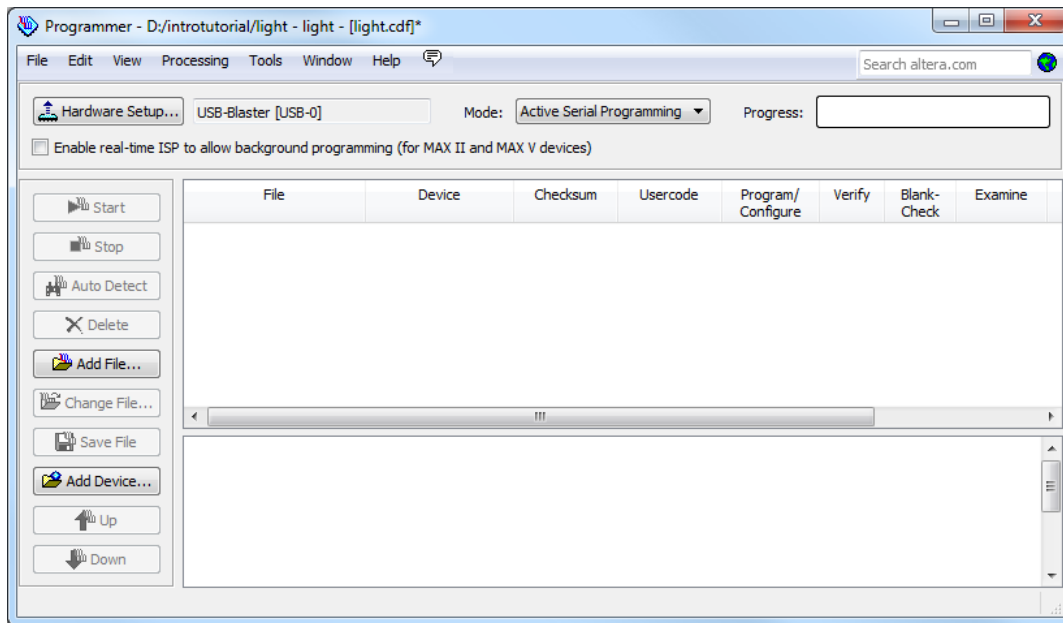 Programmer - D:/introtutorial/light - light - [light.cdf]*
File Edit View Processing Tools Window Help
Search altera.com
Hardware Setup... USB-Blaster [USB-0] Mode: Active Serial Programming Progress:
Enable real-time ISP to allow background programming (for MAX II and MAX V devices)
File Device Checksum Usercode Program/ Verify Blank- Examine
Configure Check
Start
Stop
Auto Detect
Delete
Add File...
Change File...
Save File
Add Device...
Up
Down